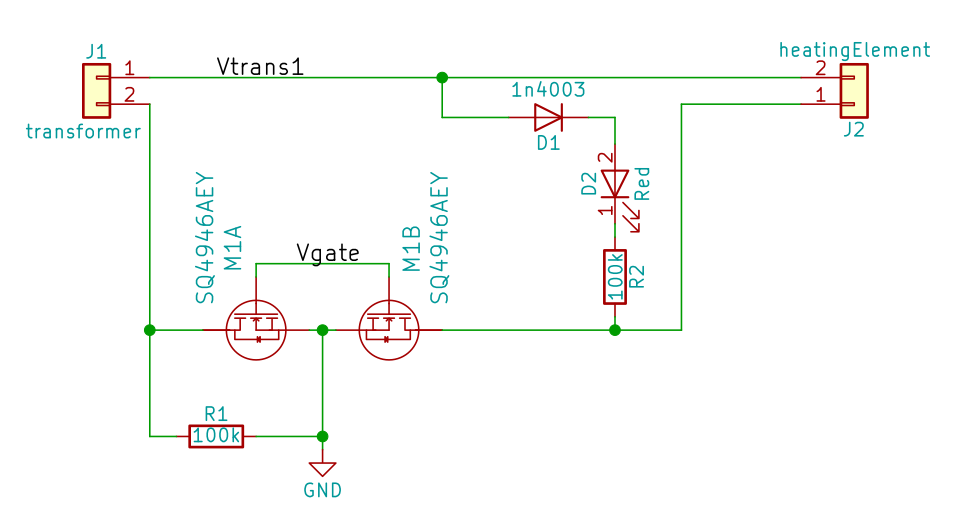 J1
1
2
transformer
Vtrans1
1n4003
D1
heatingElement
2
1
J2
2
D2
Red
1
SQ4946AEY
M1A
Vgate
M1B
SQ4946AEY
100k
R2
R1
100k
GND